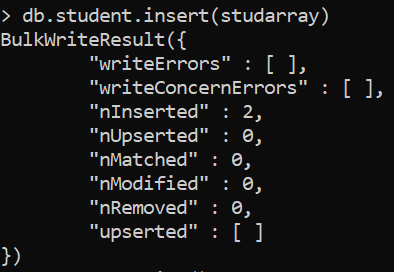 > db.student.insert(studarray)
BulkWriteResult({
        "writeErrors" : [ ],
        "writeConcernErrors" : [ ],
        "nInserted" : 2,
        "nUpserted" : 0,
        "nMatched" : 0,
        "nModified" : 0,
        "nRemoved" : 0,
        "upserted" : [ ]
})